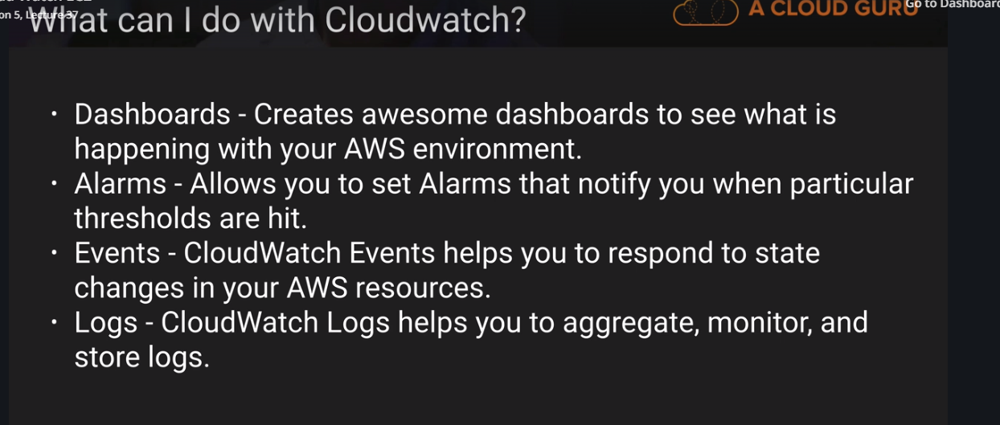 on 5, Lecture 37
What can I do with Cloudwatch?
A CLOUD GURU
Go to Dashboard
• Dashboards - Creates awesome dashboards to see what is
happening with your AWS environment.
• Alarms - Allows you to set Alarms that notify you when particular
thresholds are hit.
• Events - CloudWatch Events helps you to respond to state
changes in your AWS resources.
• Logs - CloudWatch Logs helps you to aggregate, monitor, and
store logs.